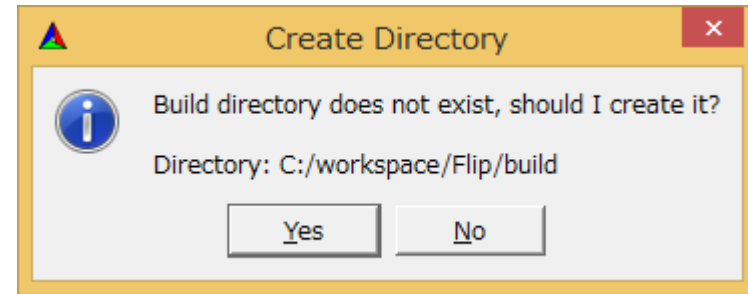 Create Directory
Build directory does not exist, should I create it?
Directory: C:/workspace/Flip/build
Yes
No